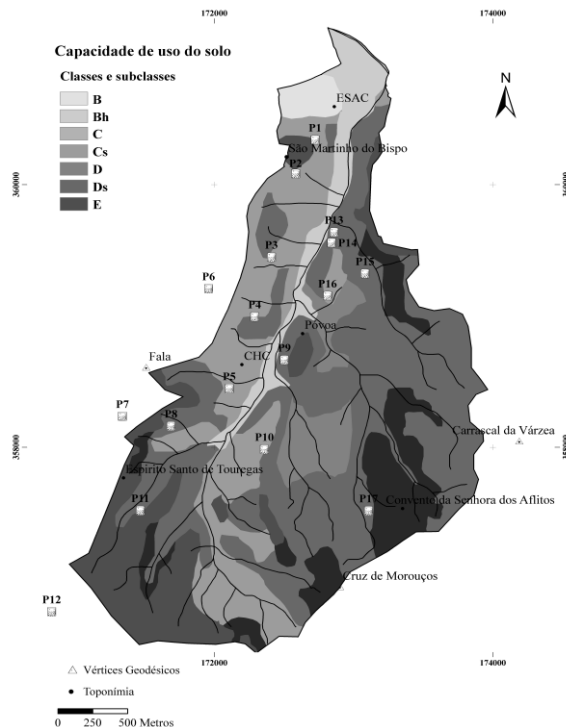 172000
174000
Capacidade de uso do solo
Classes e subclasses
B
Bh
C
Cs
D
Ds
E
N
ESAC
P1
São Martinho do Bispo
P2
360000
360000
P13
P14
P3
P15
P6
P16
P4
Póvoa
Fala
CHC
P9
P5
P7
P8
Carrascal da Várzea
P10
358000
358000
Espírito Santo de Touregas
P11
P17
Convento da Senhora dos Aflitos
Cruz de Morouços
P12
172000
174000
Vértices Geodésicos
Toponímia
0 250 500 Metros